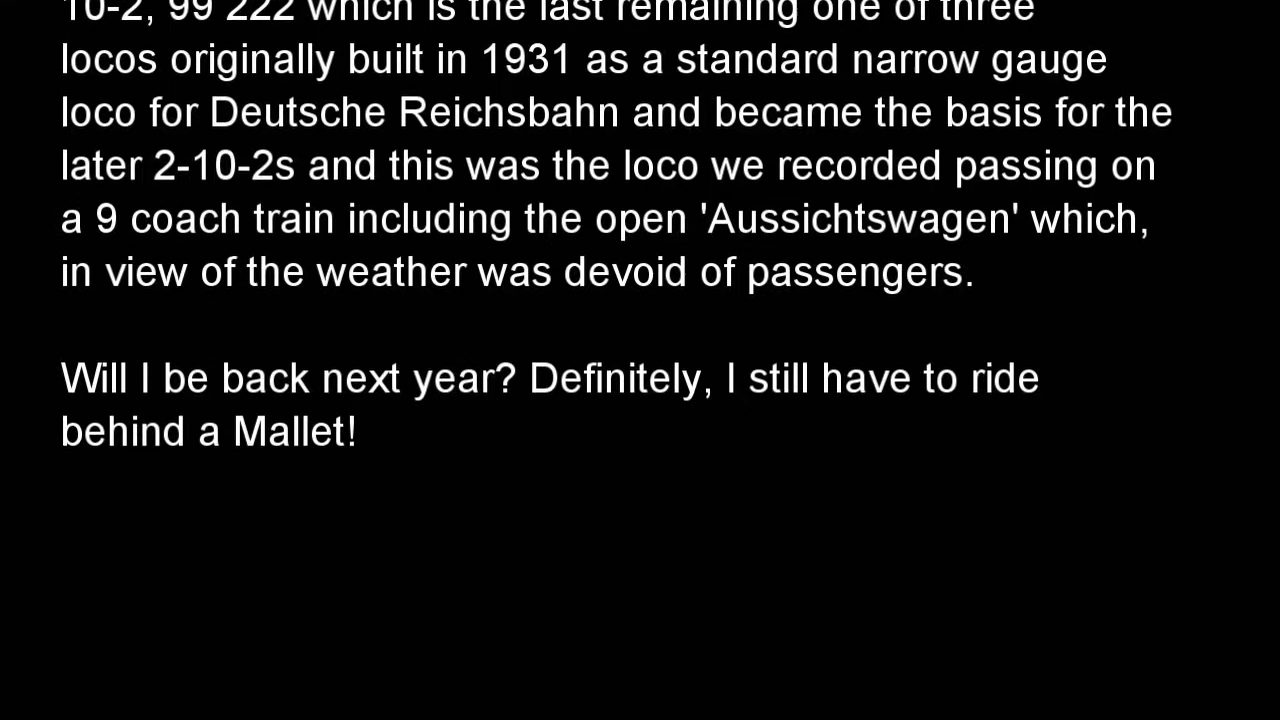 10-2, 99 222 which is the last remaining one of three
locos originally built in 1931 as a standard narrow gauge
loco for Deutsche Reichsbahn and became the basis for the
later 2-10-2s and this was the loco we recorded passing on
a 9 coach train including the open 'Aussichtswagen' which,
in view of the weather was devoid of passengers.
Will I be back next year? Definitely, I still have to ride
behind a Mallet!